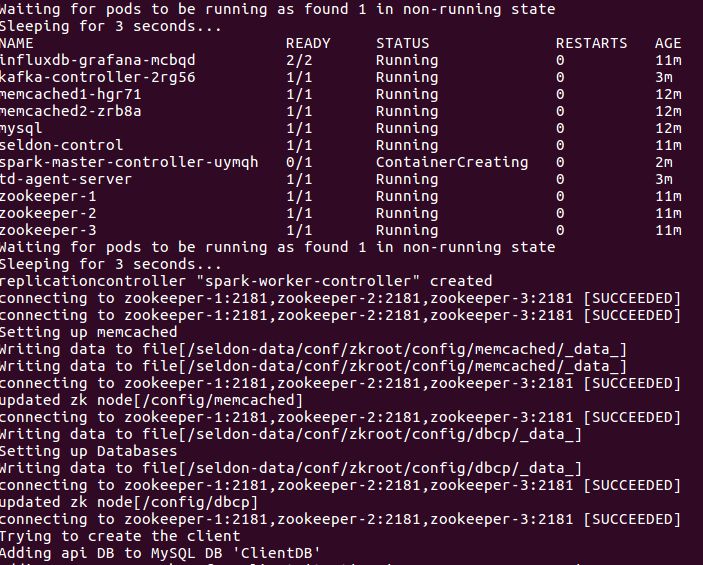 Waiting for pods to be running as found 1 in non-running state
Sleeping for 3 seconds...
NAME READY STATUS RESTARTS AGE
influxdb-grafana-mcbqd 2/2 Running 0 11m
kafka-controller-2rg56 1/1 Running 0 3m
memcached1-hgr71 1/1 Running 0 12m
memcached2-zrb8a 1/1 Running 0 12m
mysql 1/1 Running 0 12m
seldon-control 1/1 Running 0 11m
spark-master-controller-uymqh 0/1 ContainerCreating 0 2m
td-agent-server 1/1 Running 0 3m
zookeeper-1 1/1 Running 0 11m
zookeeper-2 1/1 Running 0 11m
zookeeper-3 1/1 Running 0 11m
Waiting for pods to be running as found 1 in non-running state
Sleeping for 3 seconds...
replicationcontroller "spark-worker-controller" created
connecting to zookeeper-1:2181,zookeeper-2:2181,zookeeper-3:2181 [SUCCEEDED]
connecting to zookeeper-1:2181,zookeeper-2:2181,zookeeper-3:2181 [SUCCEEDED]
Setting up memcached
Writing data to file[/seldon-data/conf/zkroot/config/memcached/_data_]
Writing data to file[/seldon-data/conf/zkroot/config/memcached/_data_]
connecting to zookeeper-1:2181,zookeeper-2:2181,zookeeper-3:2181 [SUCCEEDED]
updated zk node[/config/memcached]
connecting to zookeeper-1:2181,zookeeper-2:2181,zookeeper-3:2181 [SUCCEEDED]
Writing data to file[/seldon-data/conf/zkroot/config/dbcp/_data_]
Setting up Databases
Writing data to file[/seldon-data/conf/zkroot/config/dbcp/_data_]
connecting to zookeeper-1:2181,zookeeper-2:2181,zookeeper-3:2181 [SUCCEEDED]
updated zk node[/config/dbcp]
connecting to zookeeper-1:2181,zookeeper-2:2181,zookeeper-3:2181 [SUCCEEDED]
Trying to create the client
Adding api DB to MySQL DB 'ClientDB'